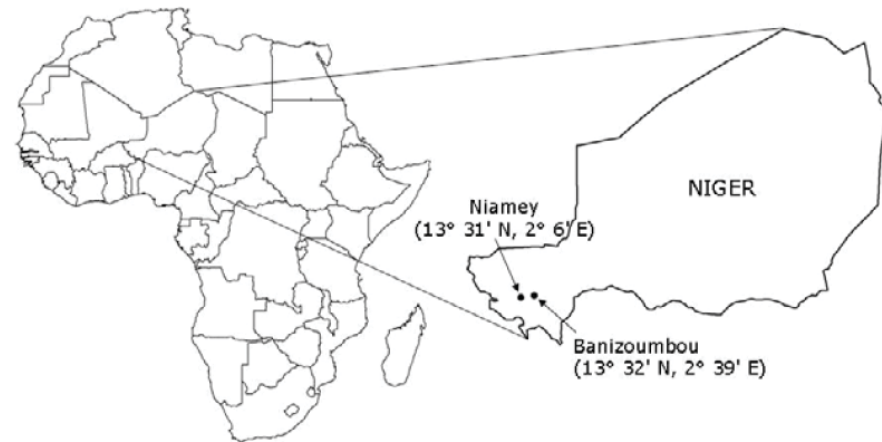 NIGER
Niamey
(13° 31' N, 2° 6' E)
Banizoumbou
(13° 32' N, 2° 39' E)